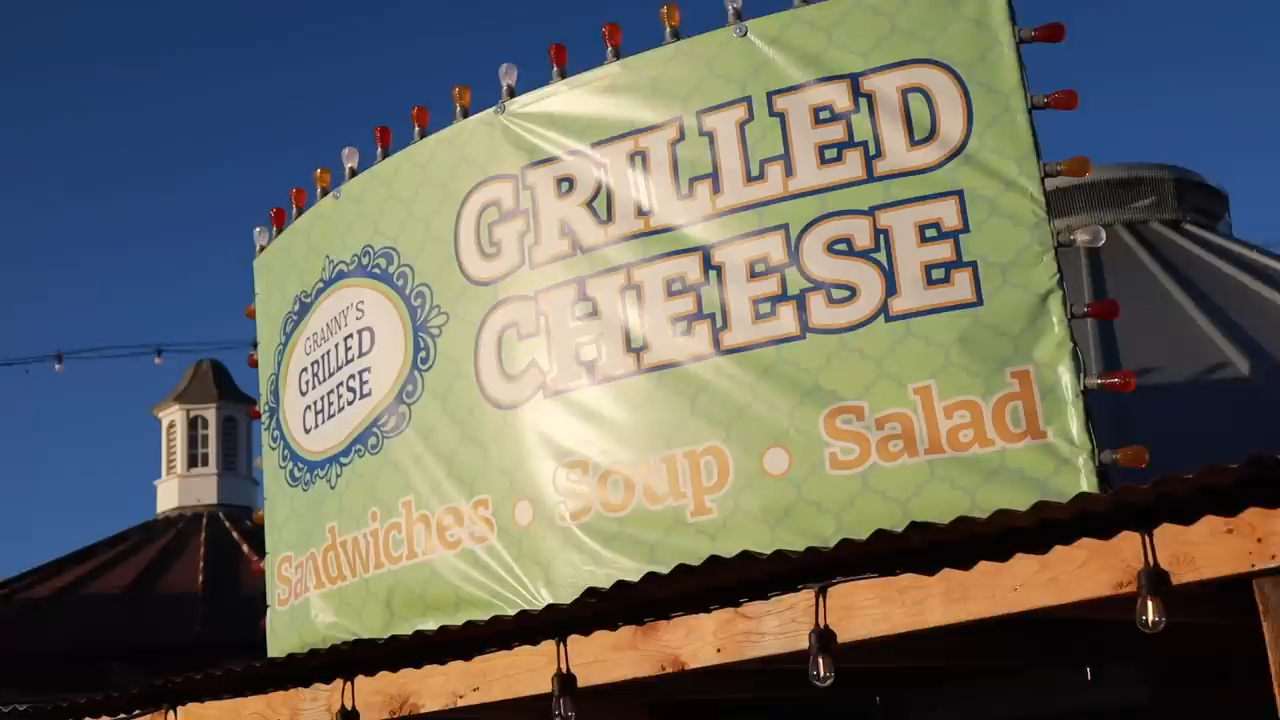 GRILLED
CHEESE
GRANNY'S
GRILLED
CHEESE
Sandwiches • Soup • Salad